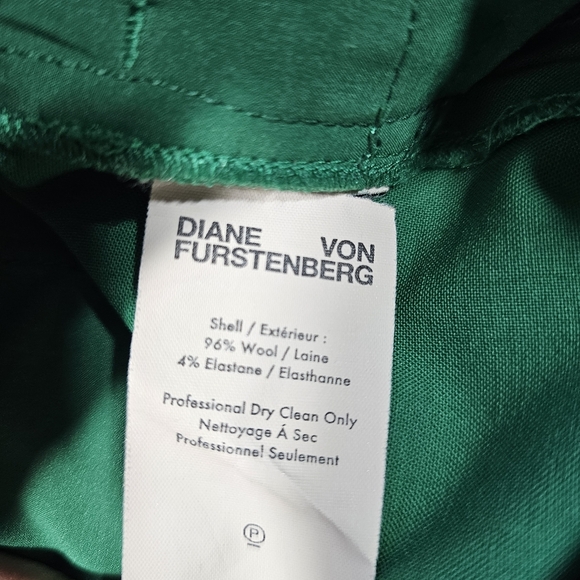 DIANE VON
FURSTENBERG
Shell / Extérieur :
96% Wool / Laine
4% Elastane / Elasthanne
Professional Dry Clean Only
Nettoyage Á Sec
Professionnel Seulement
P